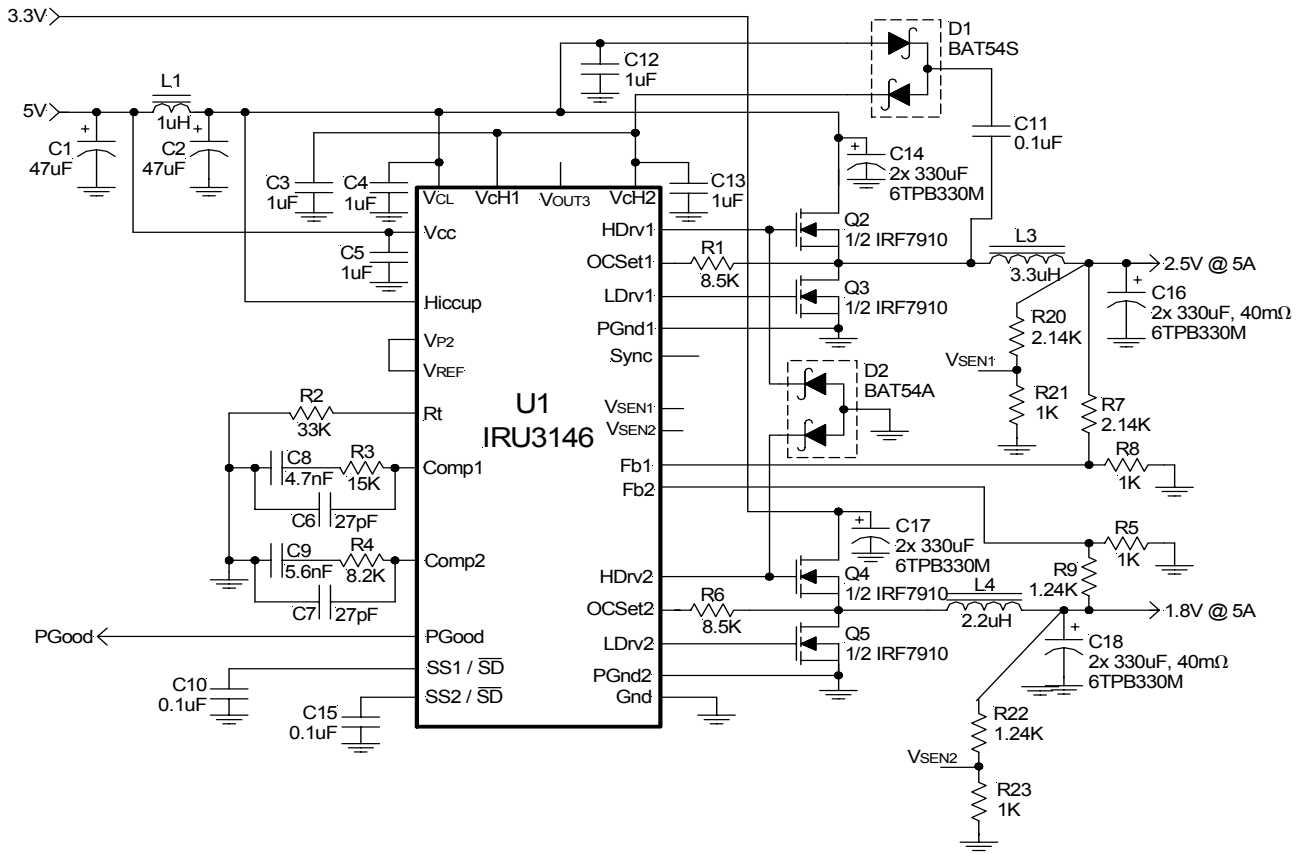 3.3V
D1
BAT54S
C12
1uF
L1
1uH
5V
C1
47uF
C2
47uF
C11
0.1uF
C3
1uF
C4
1uF
C14
2x 330uF
6TPB330M
C13
1uF
VCL
VcH1
VOUT3
VcH2
Vcc
C5
1uF
Hiccup
VP2
VREF
Rt
R2
33K
C8
4.7nF
R3
15K
Comp1
C6
27pF
C9
5.6nF
R4
8.2K
Comp2
C7
27pF
PGood
PGood
SS1 / SD
C10
0.1uF
SS2 / SD
C15
0.1uF
U1
IRU3146
HDrv1
OCSet1
LDrv1
PGnd1
Sync
VSEN1
VSEN2
Fb1
Fb2
HDrv2
OCSet2
LDrv2
PGnd2
Gnd
Q2
1/2 IRF7910
R1
8.5K
Q3
1/2 IRF7910
L3
3.3uH
2.5V @ 5A
C16
2x 330uF, 40mΩ
6TPB330M
R20
2.14K
VSEN1
R21
1K
R7
2.14K
R8
1K
D2
BAT54A
C17
2x 330uF
6TPB330M
R5
1K
R9
1.24K
Q4
1/2 IRF7910
R6
8.5K
L4
2.2uH
1.8V @ 5A
Q5
1/2 IRF7910
C18
2x 330uF, 40mΩ
6TPB330M
R22
1.24K
VSEN2
R23
1K
+
+
+
+
+
+